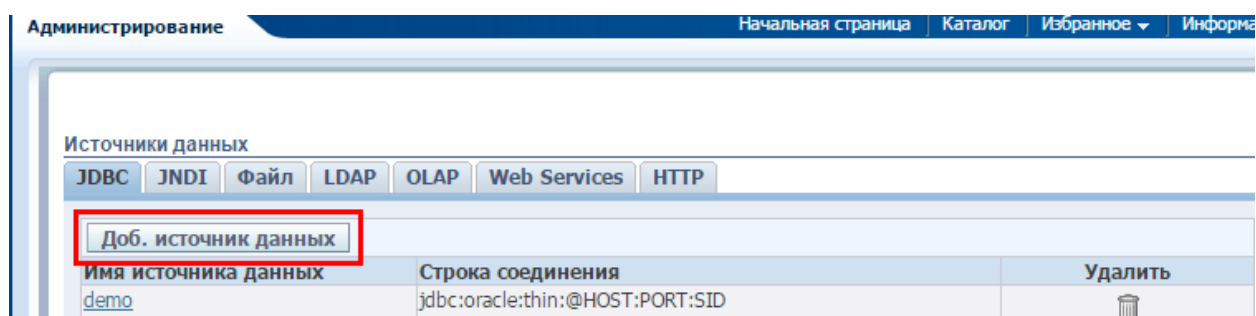 Администрирование Начальная страница Каталог Избранное
Источники данных
JDBC JNDI Файл LDAP OLAP Web Services HTTP
Доб. источник данных
Имя источника данных Строка соединения Удалить
demo jdbc:oracle:thin:@HOST:PORT:SID